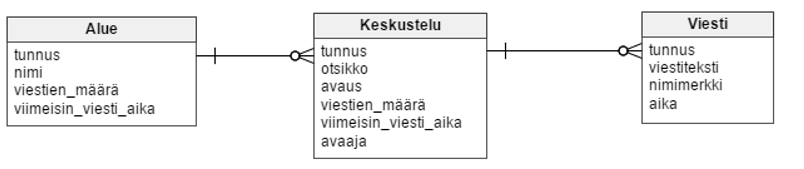 Alue
tunnus
nimi
viestien_määrä
viimeisin_viesti_aika
Keskustelu
tunnus
otsikko
avaus
viestien_määrä
viimeisin_viesti_aika
avaaja
Viesti
tunnus
viestiteksti
nimimerkki
aika